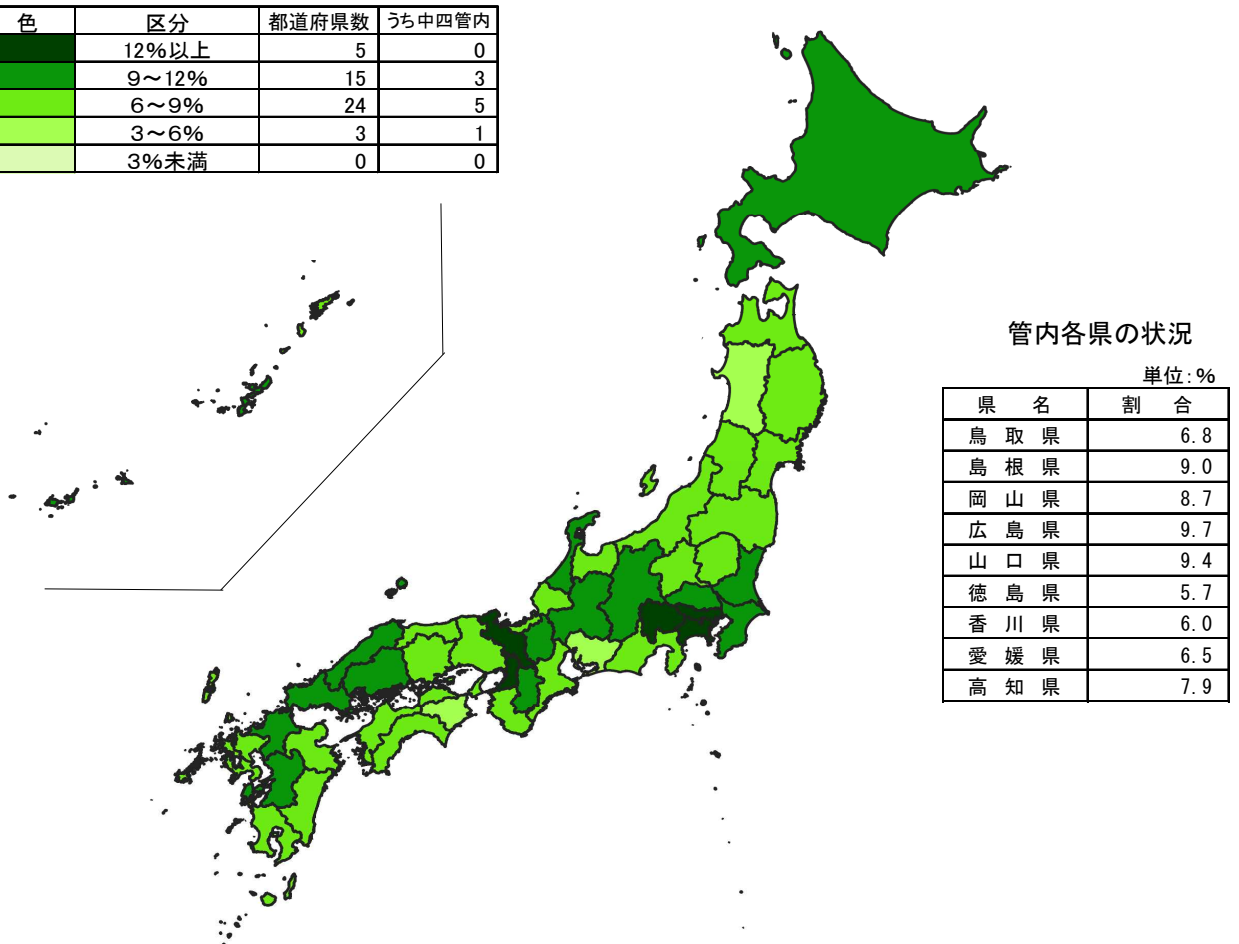 色 区分 都道府県数 うち中四管内
12%以上 5 0
9～12% 15 3
6～9% 24 5
3～6% 3 1
3%未満 0 0
管内各県の状況
単位:%
県 名 割 合
鳥 取 県 6.8
島 根 県 9.0
岡 山 県 8.7
広 島 県 9.7
山 口 県 9.4
徳 島 県 5.7
香 川 県 6.0
愛 媛 県 6.5
高 知 県 7.9